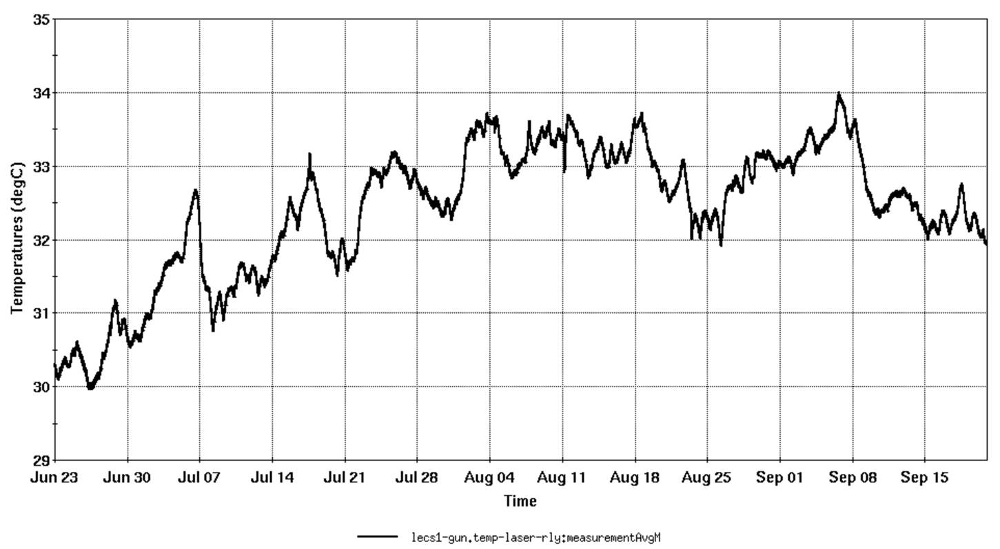 35
34
33
32
31
30
29
Temperatures (degC)
Jun 23 Jun 30 Jul 07 Jul 14 Jul 21 Jul 28 Aug 04 Aug 11 Aug 18 Aug 25 Sep 01 Sep 08 Sep 15
Time
lecs1-gun.temp-laser-rly:measurementAvgM